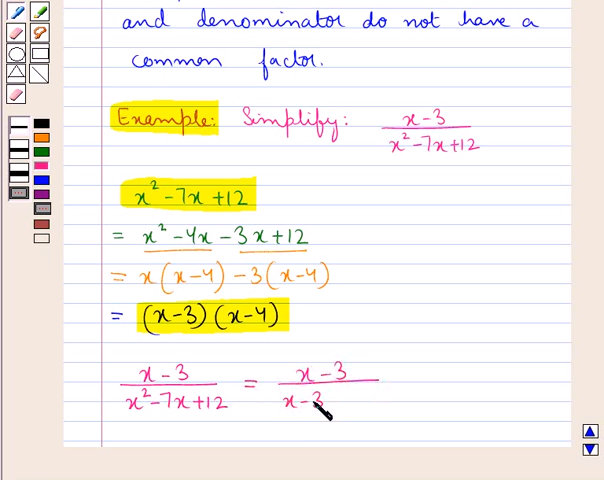 and denominator do not have a
common factor.
Example: Simplify: x-3 / x²-7x+12
x²-7x+12
= x²-4x-3x+12
= x(x-4)-3(x-4)
= (x-3)(x-4)
x-3 / x²-7x+12 = x-3 / x-3